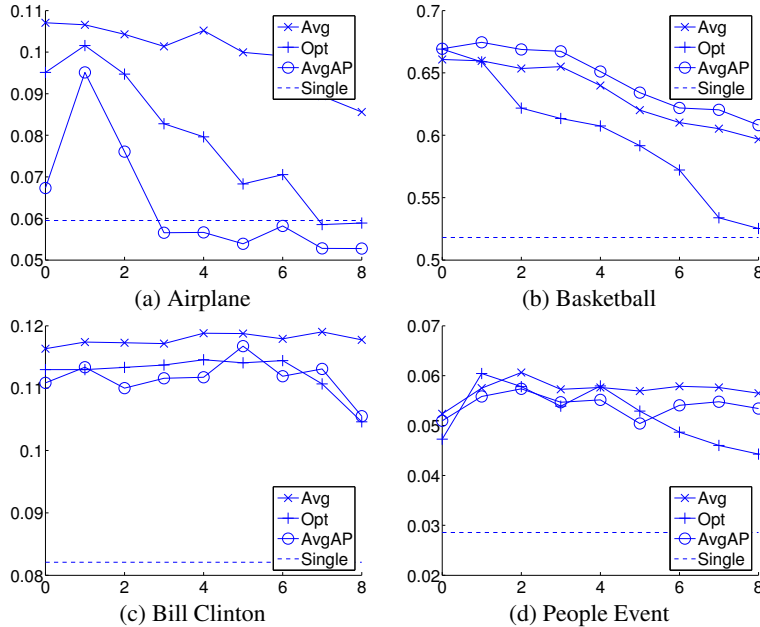 0.11
0.1
0.09
0.08
0.07
0.06
0.05
0 2 4 6 8
Avg
Opt
AvgAP
Single
(a) Airplane
0.7
0.65
0.6
0.55
0.5
0 2 4 6 8
Avg
Opt
AvgAP
Single
(b) Basketball
0.12
0.11
0.1
0.09
0.08
0 2 4 6 8
Avg
Opt
AvgAP
Single
(c) Bill Clinton
0.07
0.06
0.05
0.04
0.03
0.02
0 2 4 6 8
Avg
Opt
AvgAP
Single
(d) People Event